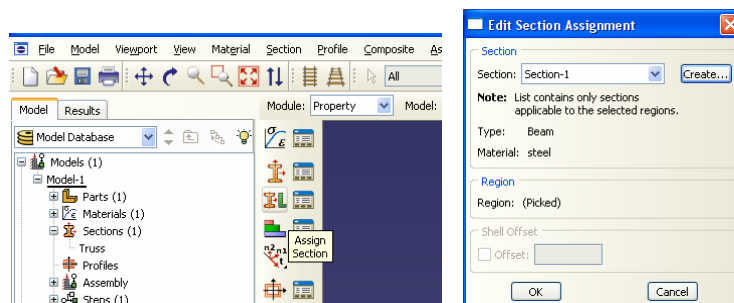 File Model Viewport View Material Section Profile Composite As
All
Model Results
Module: Property Model:
Model Database
Models (1)
Model-1
Parts (1)
Materials (1)
Sections (1)
Truss
Profiles
Assembly
Steps (1)
σ ε
Assign
Section
n2 n1
t
Edit Section Assignment
Section
Section: Section-1 Create...
Note: List contains only sections
applicable to the selected regions.
Type: Beam
Material: steel
Region
Region: (Picked)
Shell Offset
Offset:
OK Cancel